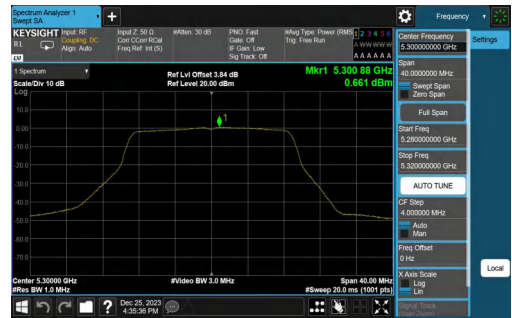 Spectrum Analyzer 1
Swept SA
Frequency
KEYSIGHT
RL
Input: RF
Coupling: DC
Align: Auto
Input Z: 50 Ω
Corr CCorr RCal
Freq Ref: Int (S)
#Atten: 30 dB
PNO: Fast
Gate: Off
IF Gain: Low
Sig Track: Off
#Avg Type: Power (RMS
Trig: Free Run
1 2 3 4 5 6
A W W W W W
A A A A A A
LV
1 Spectrum
Scale/Div 10 dB
Log
Ref Lvl Offset 3.84 dB
Ref Level 20.00 dBm
Mkr1 5.300 88 GHz
0.661 dBm
1
10.0
0.00
-10.0
-20.0
-30.0
-40.0
-50.0
-60.0
-70.0
Center 5.30000 GHz
#Res BW 1.0 MHz
#Video BW 3.0 MHz
Span 40.00 MHz
#Sweep 20.0 ms (1001 pts)
?
Dec 25, 2023
4:35:36 PM
Center Frequency
5.300000000 GHz
Span
40.0000000 MHz
Swept Span
Zero Span
Full Span
Start Freq
5.280000000 GHz
Stop Freq
5.320000000 GHz
AUTO TUNE
CF Step
4.000000 MHz
Auto
Man
Freq Offset
0 Hz
X Axis Scale
Log
Lin
Signal Track
Settings
Local